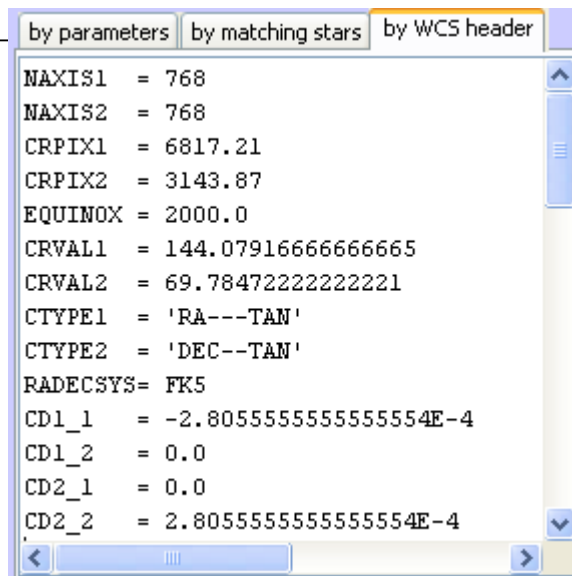 by parameters by matching stars by WCS header
NAXIS1 = 768
NAXIS2 = 768
CRPIX1 = 6817.21
CRPIX2 = 3143.87
EQUINOX = 2000.0
CRVAL1 = 144.07916666666665
CRVAL2 = 69.78472222222221
CTYPE1 = 'RA---TAN'
CTYPE2 = 'DEC--TAN'
RADECSYS= FK5
CD1_1 = -2.8055555555555554E-4
CD1_2 = 0.0
CD2_1 = 0.0
CD2_2 = 2.8055555555555554E-4